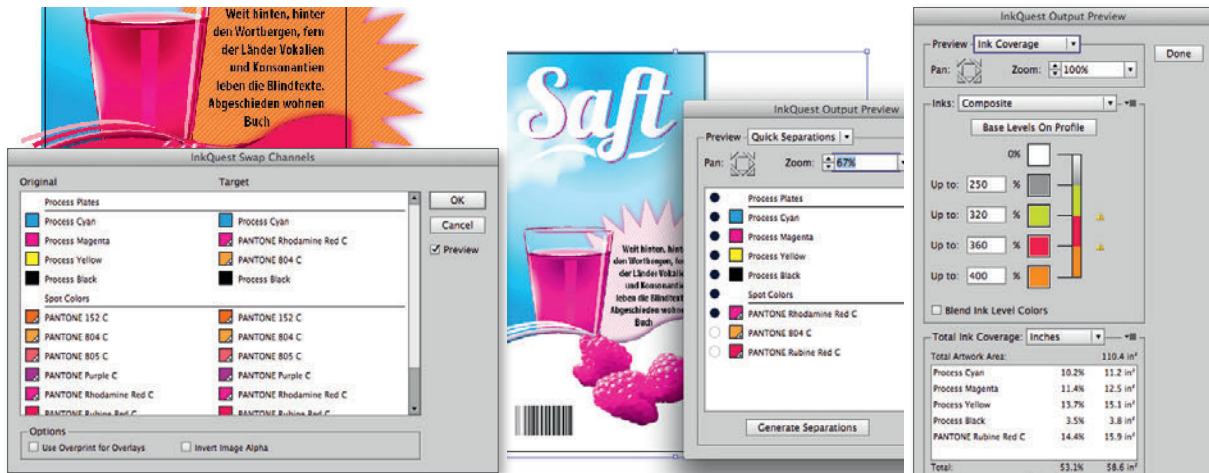 Weit hinten, hinter
den Wortbergen, fern
der Länder Vokalien
und Konsonantien
leben die Blindtexte.
Abgeschieden wohnen
Buch
InkQuest Swap Channels
Original Target
Process Plates
Process Cyan Process Cyan
Process Magenta PANTONE Rhodamine Red C
Process Yellow PANTONE 804 C
Process Black Process Black
Spot Colors
PANTONE 152 C PANTONE 152 C
PANTONE 804 C PANTONE 804 C
PANTONE 805 C PANTONE 805 C
PANTONE Purple C PANTONE Purple C
PANTONE Rhodamine Red C PANTONE Rhodamine Red C
PANTONE Rubine Red C PANTONE Rubine Red C
OK
Cancel
Preview
Options
Use Overprint for Overlays Invert Image Alpha
Saft
Weit hinten, hint
den Wortbergen, fer
der Länder Vokali
und Konsonantien
leben die Blindtext
Abgeschieden wohne
Buch
InkQuest Output Preview
Preview Quick Separations
Pan: Zoom: 67%
Process Plates
Process Cyan
Process Magenta
Process Yellow
Process Black
Spot Colors
PANTONE Rhodamine Red C
PANTONE 804 C
PANTONE Rubine Red C
Generate Separations
InkQuest Output Preview
Preview Ink Coverage
Done
Pan: Zoom: 100%
Inks: Composite
Base Levels On Profile
0%
Up to: 250 %
Up to: 320 %
Up to: 360 %
Up to: 400 %
Blend Ink Level Colors
Total Ink Coverage: Inches
Total Artwork Area: 110.4 in²
Process Cyan 10.2% 11.2 in²
Process Magenta 11.4% 12.5 in²
Process Yellow 13.7% 15.1 in²
Process Black 3.5% 3.8 in²
PANTONE Rubine Red C 14.4% 15.9 in²
Total: 53.1% 58.6 in²